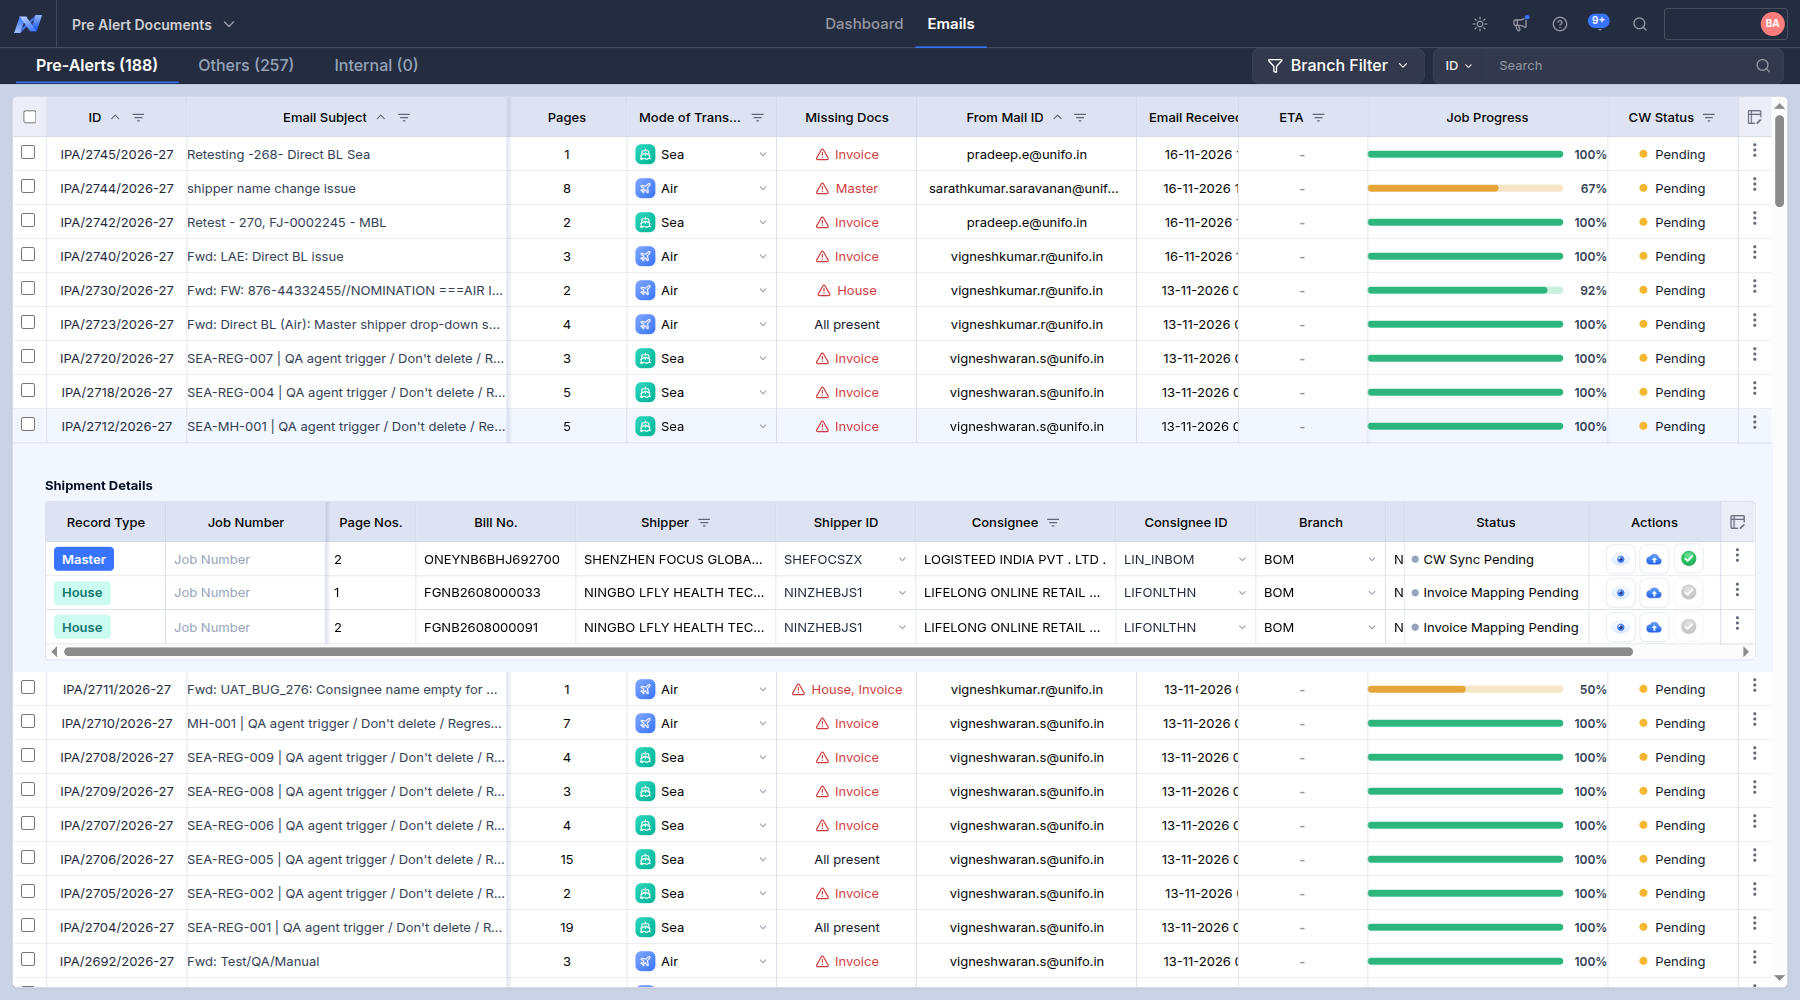 Pre Alert Documents
Dashboard
Emails
9+
BA
Pre-Alerts (188)
Others (257)
Internal (0)
Branch Filter
ID
Search
ID Email Subject Pages Mode of Trans... Missing Docs From Mail ID Email Received ETA Job Progress CW Status
IPA/2745/2026-27 Retesting -268- Direct BL Sea 1 Sea Invoice pradeep.e@unifo.in 16-11-2026 - 100% Pending
IPA/2744/2026-27 shipper name change issue 8 Air Master sarathkumar.saravanan@unif... 16-11-2026 - 67% Pending
IPA/2742/2026-27 Retest - 270, FJ-0002245 - MBL 2 Sea Invoice pradeep.e@unifo.in 16-11-2026 - 100% Pending
IPA/2740/2026-27 Fwd: LAE: Direct BL issue 3 Air Invoice vigneshkumar.r@unifo.in 16-11-2026 - 100% Pending
IPA/2730/2026-27 Fwd: FW: 876-44332455//NOMINATION ===AIR I... 2 Air House vigneshkumar.r@unifo.in 13-11-2026 - 92% Pending
IPA/2723/2026-27 Fwd: Direct BL (Air): Master shipper drop-down s... 4 Air All present vigneshkumar.r@unifo.in 13-11-2026 - 100% Pending
IPA/2720/2026-27 SEA-REG-007 | QA agent trigger / Don't delete / R... 3 Sea Invoice vigneshwaran.s@unifo.in 13-11-2026 - 100% Pending
IPA/2718/2026-27 SEA-REG-004 | QA agent trigger / Don't delete / R... 5 Sea Invoice vigneshwaran.s@unifo.in 13-11-2026 - 100% Pending
IPA/2712/2026-27 SEA-MH-001 | QA agent trigger / Don't delete / Re... 5 Sea Invoice vigneshwaran.s@unifo.in 13-11-2026 - 100% Pending
Shipment Details
Record Type Job Number Page Nos. Bill No. Shipper Shipper ID Consignee Consignee ID Branch Status Actions
Master Job Number 2 ONEYNB6BHJ692700 SHENZHEN FOCUS GLOBA... SHEFOCSZX LOGISTEED INDIA PVT . LTD . LIN_INBOM BOM N CW Sync Pending
House Job Number 1 FGNB2608000033 NINGBO LFLY HEALTH TEC... NINZHEBJS1 LIFELONG ONLINE RETAIL ... LIFONLTHN BOM N Invoice Mapping Pending
House Job Number 2 FGNB2608000091 NINGBO LFLY HEALTH TEC... NINZHEBJS1 LIFELONG ONLINE RETAIL ... LIFONLTHN BOM N Invoice Mapping Pending
IPA/2711/2026-27 Fwd: UAT_BUG_276: Consignee name empty for ... 1 Air House, Invoice vigneshkumar.r@unifo.in 13-11-2026 - 50% Pending
IPA/2710/2026-27 MH-001 | QA agent trigger / Don't delete / Regres... 7 Air Invoice vigneshwaran.s@unifo.in 13-11-2026 - 100% Pending
IPA/2708/2026-27 SEA-REG-009 | QA agent trigger / Don't delete / R... 4 Sea Invoice vigneshwaran.s@unifo.in 13-11-2026 - 100% Pending
IPA/2709/2026-27 SEA-REG-008 | QA agent trigger / Don't delete / R... 3 Sea Invoice vigneshwaran.s@unifo.in 13-11-2026 - 100% Pending
IPA/2707/2026-27 SEA-REG-006 | QA agent trigger / Don't delete / R... 4 Sea Invoice vigneshwaran.s@unifo.in 13-11-2026 - 100% Pending
IPA/2706/2026-27 SEA-REG-005 | QA agent trigger / Don't delete / R... 15 Sea All present vigneshwaran.s@unifo.in 13-11-2026 - 100% Pending
IPA/2705/2026-27 SEA-REG-002 | QA agent trigger / Don't delete / R... 2 Sea Invoice vigneshwaran.s@unifo.in 13-11-2026 - 100% Pending
IPA/2704/2026-27 SEA-REG-001 | QA agent trigger / Don't delete / R... 19 Sea All present vigneshwaran.s@unifo.in 13-11-2026 - 100% Pending
IPA/2692/2026-27 Fwd: Test/QA/Manual 3 Air Invoice vigneshwaran.s@unifo.in 13-11-2026 - 100% Pending